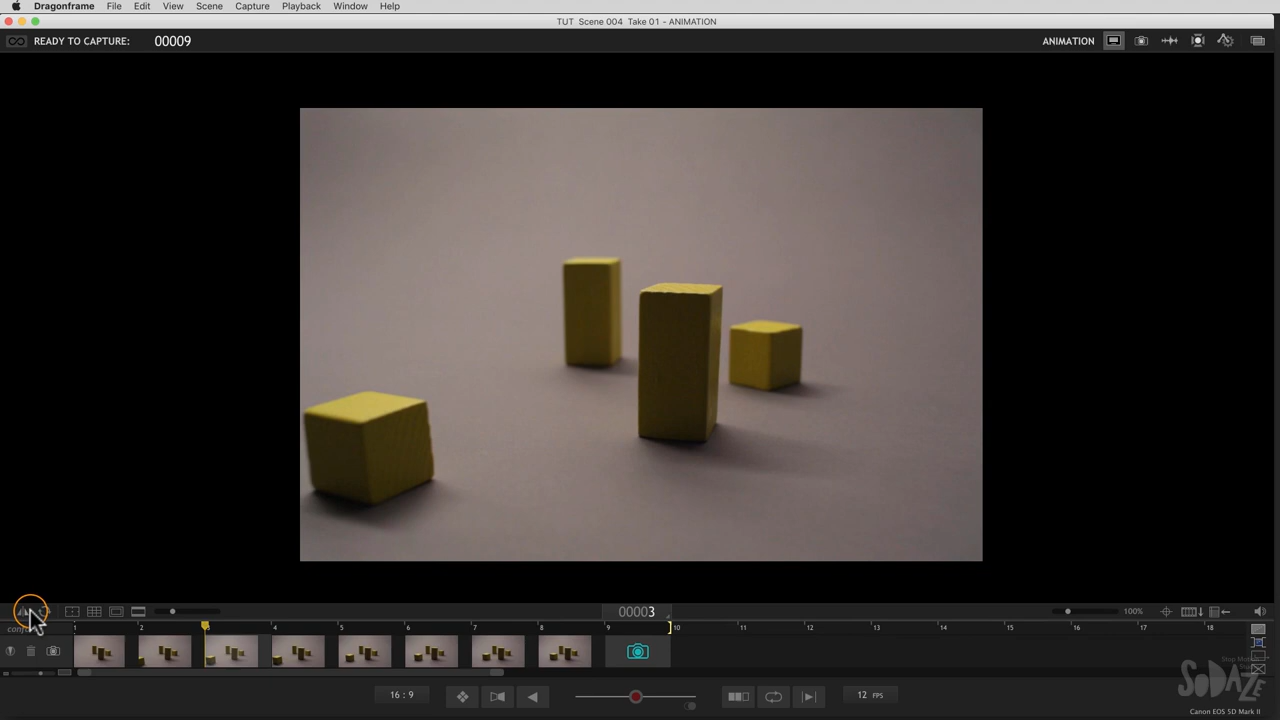 Dragonframe File Edit View Scene Capture Playback Window Help
TUT Scene 004 Take 01 - ANIMATION
READY TO CAPTURE: 00009
ANIMATION
00003
100%
1 2 3 4 5 6 7 8 9 10 11 12 13 14 15 16 17 18
SODAZE
16 : 9
12 FPS
Canon EOS 5D Mark II